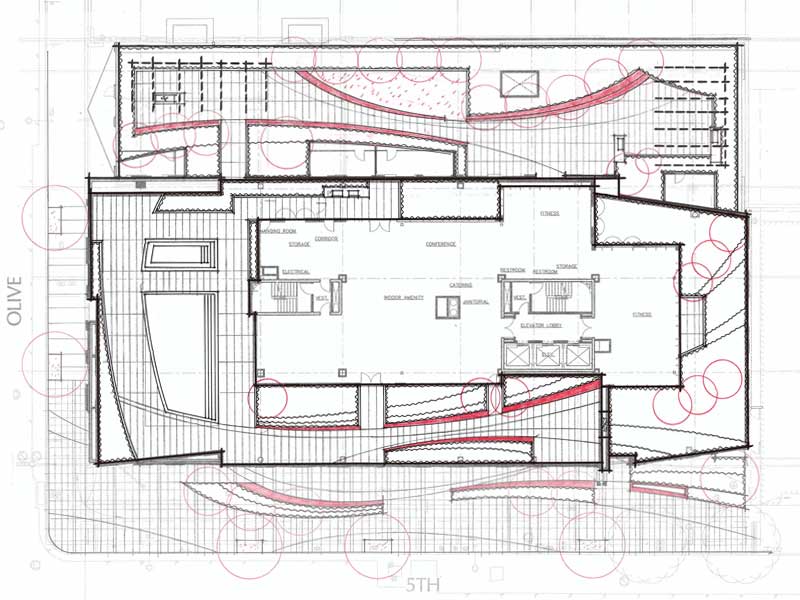 FITNESS
CHANGING ROOM
CORRIDOR
STORAGE
CONFERENCE
STORAGE
RESTROOM
RESTROOM
ELECTRICAL
CATERING
VEST.
INDOOR AMENITY
VEST.
JANITORIAL
FITNESS
ELEVATOR LOBBY
ELEV.
OLIVE
5TH